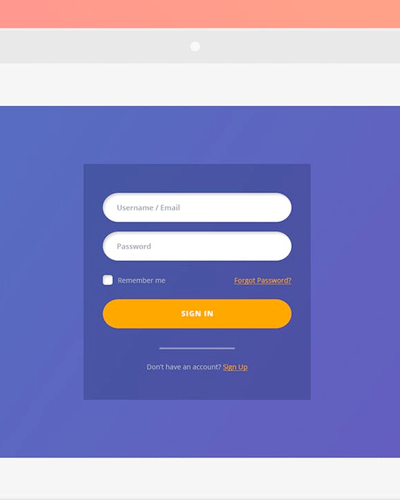 Username / Email
Password
Remember me Forgot Password?
SIGN IN
Don't have an account? Sign Up